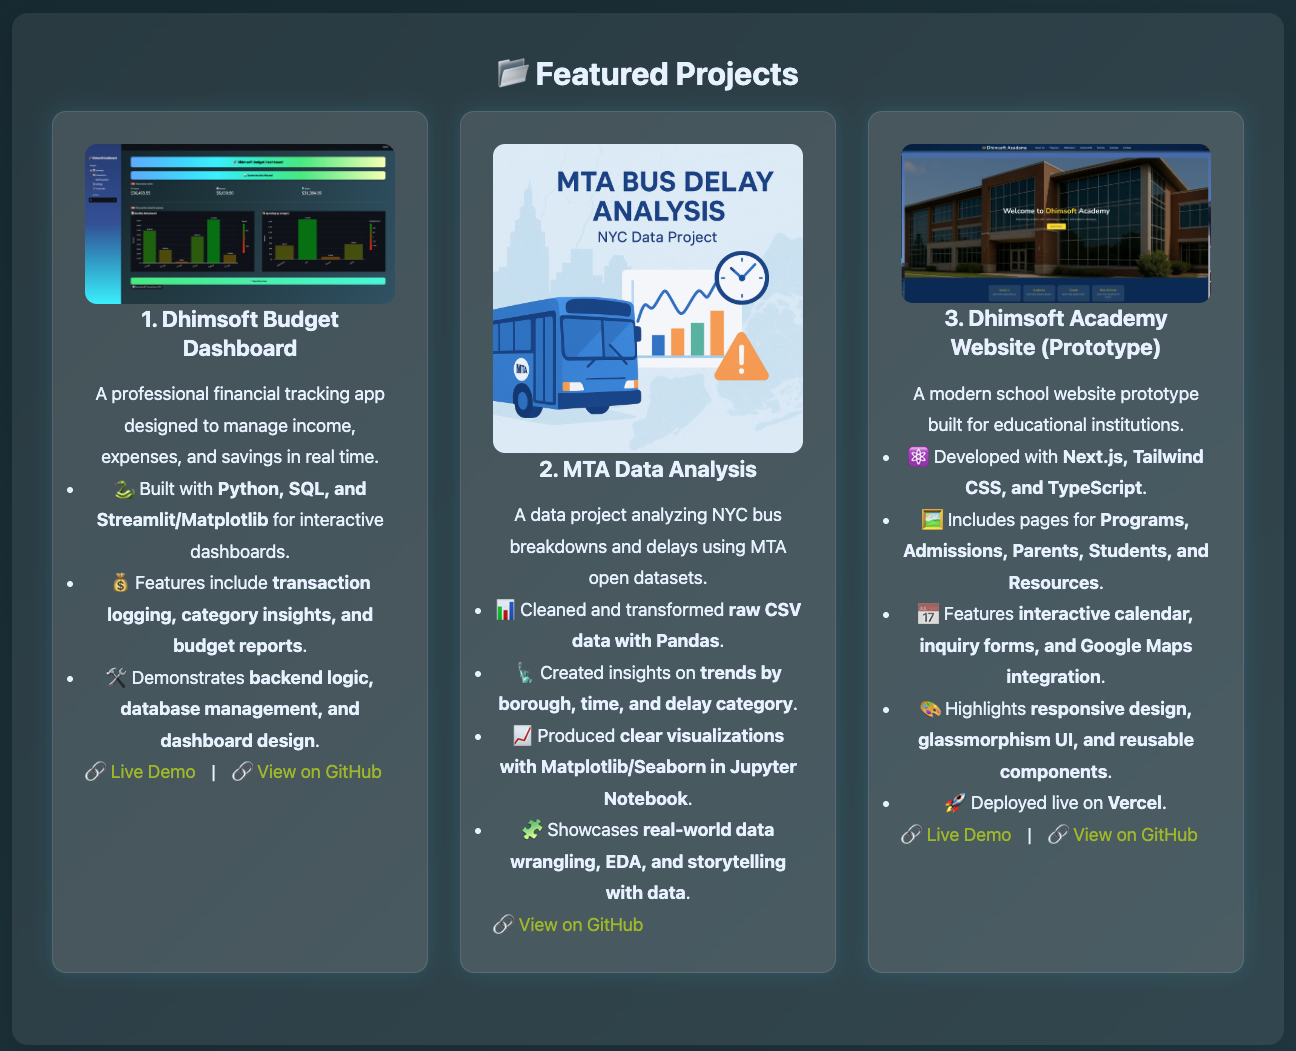 📂 Featured Projects
Dhimsoft Budget Dashboard
1. Dhimsoft Budget
Dashboard
A professional financial tracking app
designed to manage income,
expenses, and savings in real time.
• 🐍 Built with Python, SQL, and
Streamlit/Matplotlib for interactive
dashboards.
• 💰 Features include transaction
logging, category insights, and
budget reports.
• 🛠️ Demonstrates backend logic,
database management, and
dashboard design.
🔗 Live Demo | 🔗 View on GitHub
MTA BUS DELAY
ANALYSIS
NYC Data Project
MTA
2. MTA Data Analysis
A data project analyzing NYC bus
breakdowns and delays using MTA
open datasets.
• 📊 Cleaned and transformed raw CSV
data with Pandas.
• 🗽 Created insights on trends by
borough, time, and delay category.
• 📈 Produced clear visualizations
with Matplotlib/Seaborn in Jupyter
Notebook.
• 🧩 Showcases real-world data
wrangling, EDA, and storytelling
with data.
🔗 View on GitHub
Dhimsoft Academy
Welcome to Dhimsoft Academy
3. Dhimsoft Academy
Website (Prototype)
A modern school website prototype
built for educational institutions.
• ⚛️ Developed with Next.js, Tailwind
CSS, and TypeScript.
• 🖼️ Includes pages for Programs,
Admissions, Parents, Students, and
Resources.
• 📅 Features interactive calendar,
inquiry forms, and Google Maps
integration.
• 🎨 Highlights responsive design,
glassmorphism UI, and reusable
components.
• 🚀 Deployed live on Vercel.
🔗 Live Demo | 🔗 View on GitHub